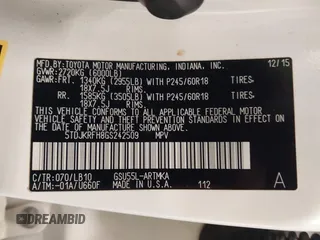 MFD.BY:TOYOTA MOTOR MANUFACTURING, INDIANA, INC. 12/15
GVWR:2720KG (6000LB)
GAWR:FRT. 1340KG (2955LB) WITH P245/60R18 TIRES,
18X7.5J RIMS,
RR. 1585KG (3505LB) WITH P245/60R18 TIRES,
18X7.5J RIMS,
THIS VEHICLE CONFORMS TO ALL APPLICABLE FEDERAL MOTOR
VEHICLE SAFETY AND THEFT PREVENTION STANDARDS IN EFFECT
ON THE DATE OF MANUFACTURE SHOWN ABOVE.
5TDJKRFH8GS242509 MPV
C/TR:070/LB10 GSU55L-ARTMKA
A/TM:-01A/U660F MADE IN U.S.A. 112 A